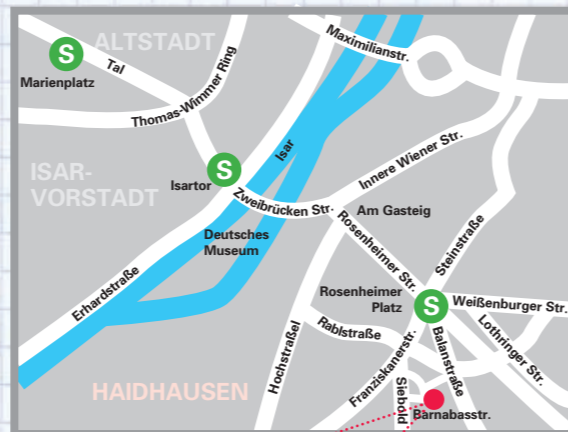 ALTSTADT
S
Marienplatz
Tal
Thomas-Wimmer Ring
Maximilianstr.
ISAR-
VORSTADT
S
Isartor
Isar
Zweibrücken Str.
Innere Wiener Str.
Am Gasteig
Deutsches
Museum
Rosenheimer Str.
Steinstraße
Erhardstraße
Rosenheimer
Platz
S
Weißenburger Str.
Hochstraßel
Rablstraße
Franziskanerstr.
Balanstraße
Lothringer Str.
HAIDHAUSEN
Siebold
Barnabasstr.